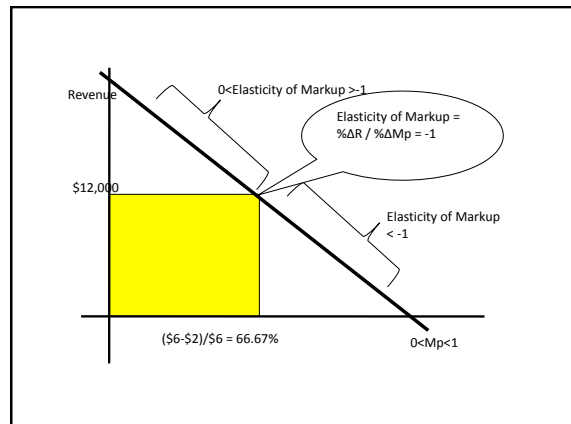 0<Elasticity of Markup >-1
Revenue
Elasticity of Markup =
%ΔR / %ΔMp = -1
$12,000
Elasticity of Markup
< -1
($6-$2)/$6 = 66.67%
0<Mp<1